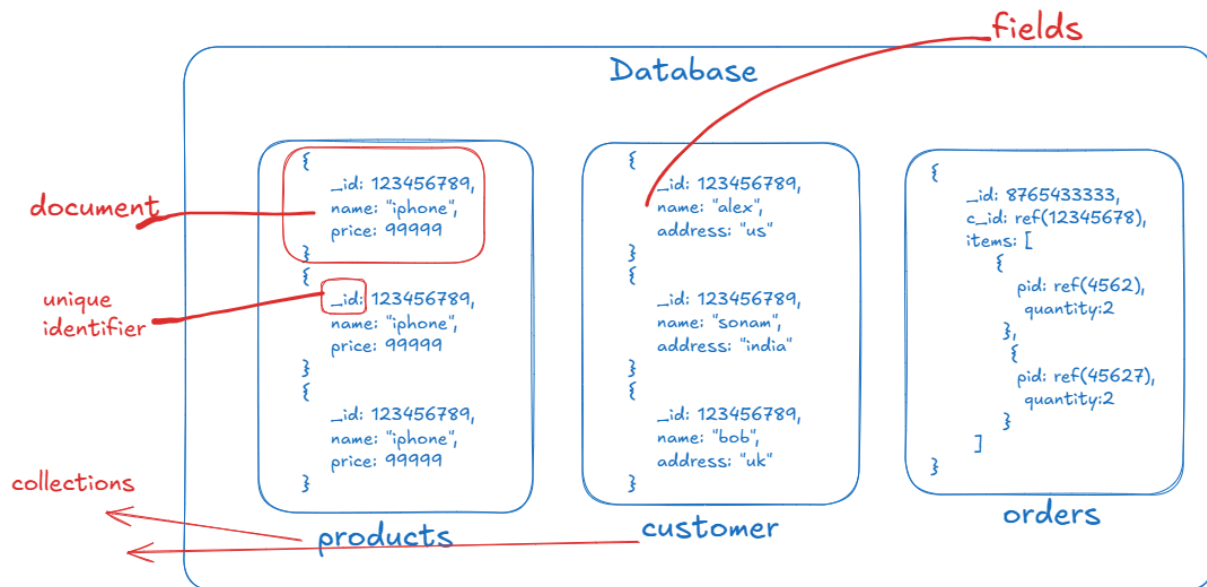 fields
Database
{
_id: 123456789,
name: "iphone",
price: 99999
}
{
_id: 123456789,
name: "iphone",
price: 99999
}
{
_id: 123456789,
name: "iphone",
price: 99999
}
products
{
_id: 123456789,
name: "alex",
address: "us"
}
{
_id: 123456789,
name: "sonam",
address: "india"
}
{
_id: 123456789,
name: "bob",
address: "uk"
}
customer
{
_id: 8765433333,
c_id: ref(12345678),
items: [
{
pid: ref(4562),
quantity:2
},
{
pid: ref(45627),
quantity:2
}
]
}
orders
document
unique
identifier
collections